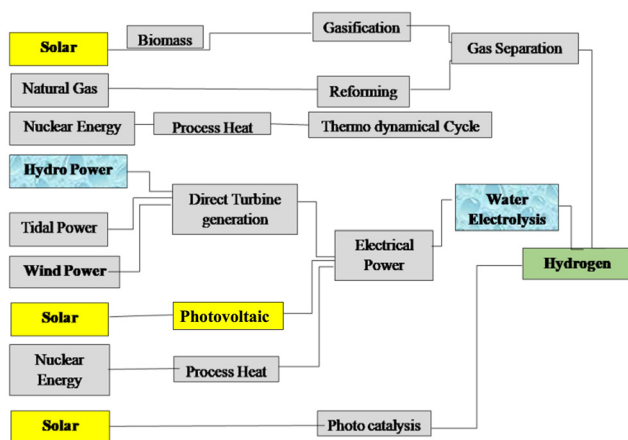 Solar
Biomass
Gasification
Gas Separation
Natural Gas
Reforming
Nuclear Energy
Process Heat
Thermo dynamical Cycle
Hydro Power
Direct Turbine
generation
Water
Electrolysis
Tidal Power
Electrical
Power
Wind Power
Hydrogen
Solar
Photovoltaic
Nuclear
Energy
Process Heat
Solar
Photo catalysis